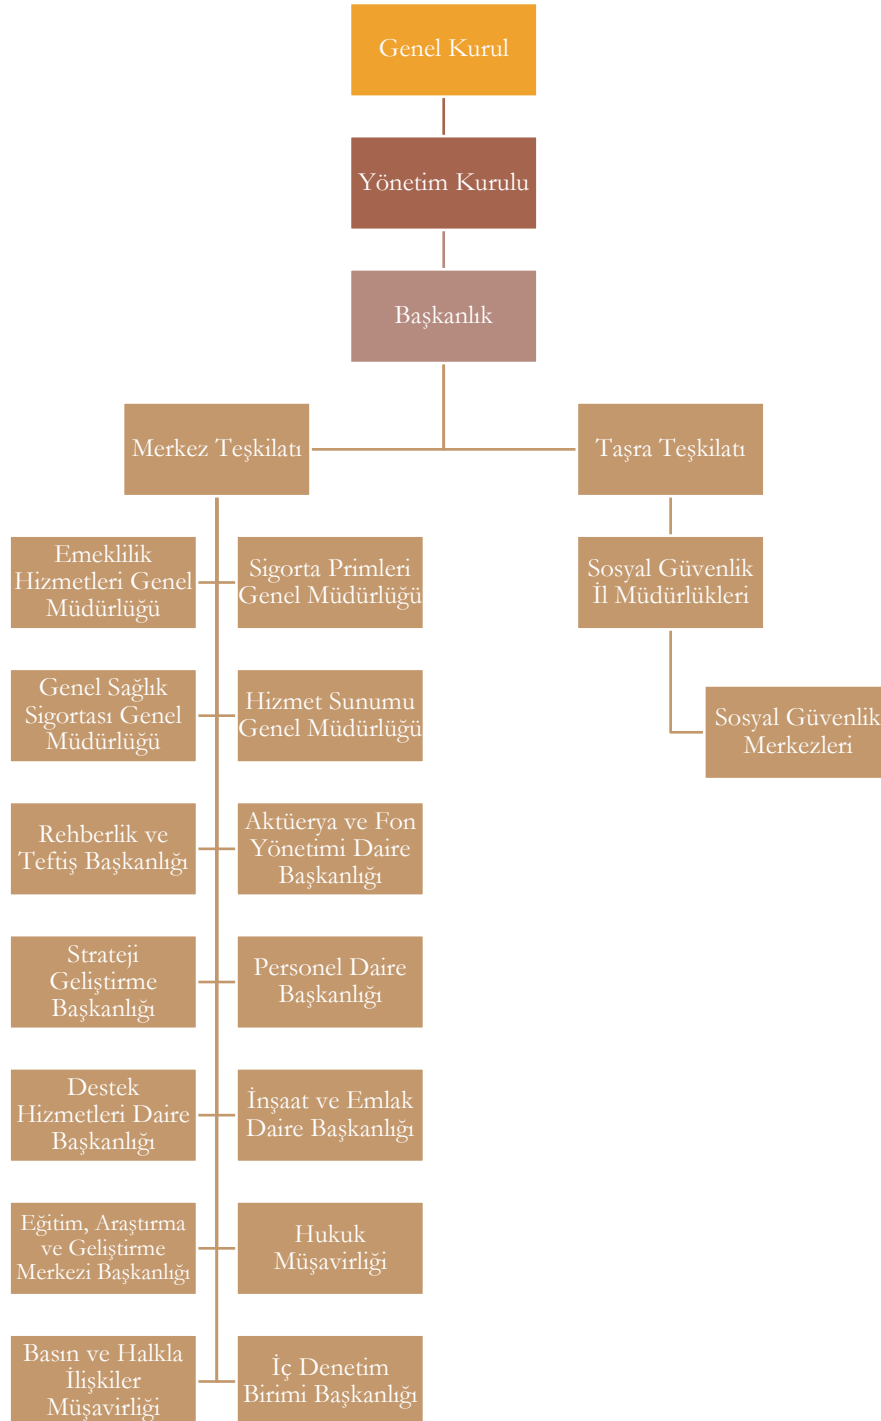 Genel Kurul
Yönetim Kurulu
Başkanlık
Merkez Teşkilatı
Taşra Teşkilatı
Emeklilik
Hizmetleri Genel
Müdürlüğü
Sigorta Primleri
Genel Müdürlüğü
Sosyal Güvenlik
İl Müdürlükleri
Genel Sağlık
Sigortası Genel
Müdürlüğü
Hizmet Sunumu
Genel Müdürlüğü
Sosyal Güvenlik
Merkezleri
Rehberlik ve
Teftiş Başkanlığı
Aktüerya ve Fon
Yönetimi Daire
Başkanlığı
Strateji
Geliştirme
Başkanlığı
Personel Daire
Başkanlığı
Destek
Hizmetleri Daire
Başkanlığı
İnşaat ve Emlak
Daire Başkanlığı
Eğitim, Araştırma
ve Geliştirme
Merkezi Başkanlığı
Hukuk
Müşavirliği
Basın ve Halkla
İlişkiler
Müşavirliği
İç Denetim
Birimi Başkanlığı